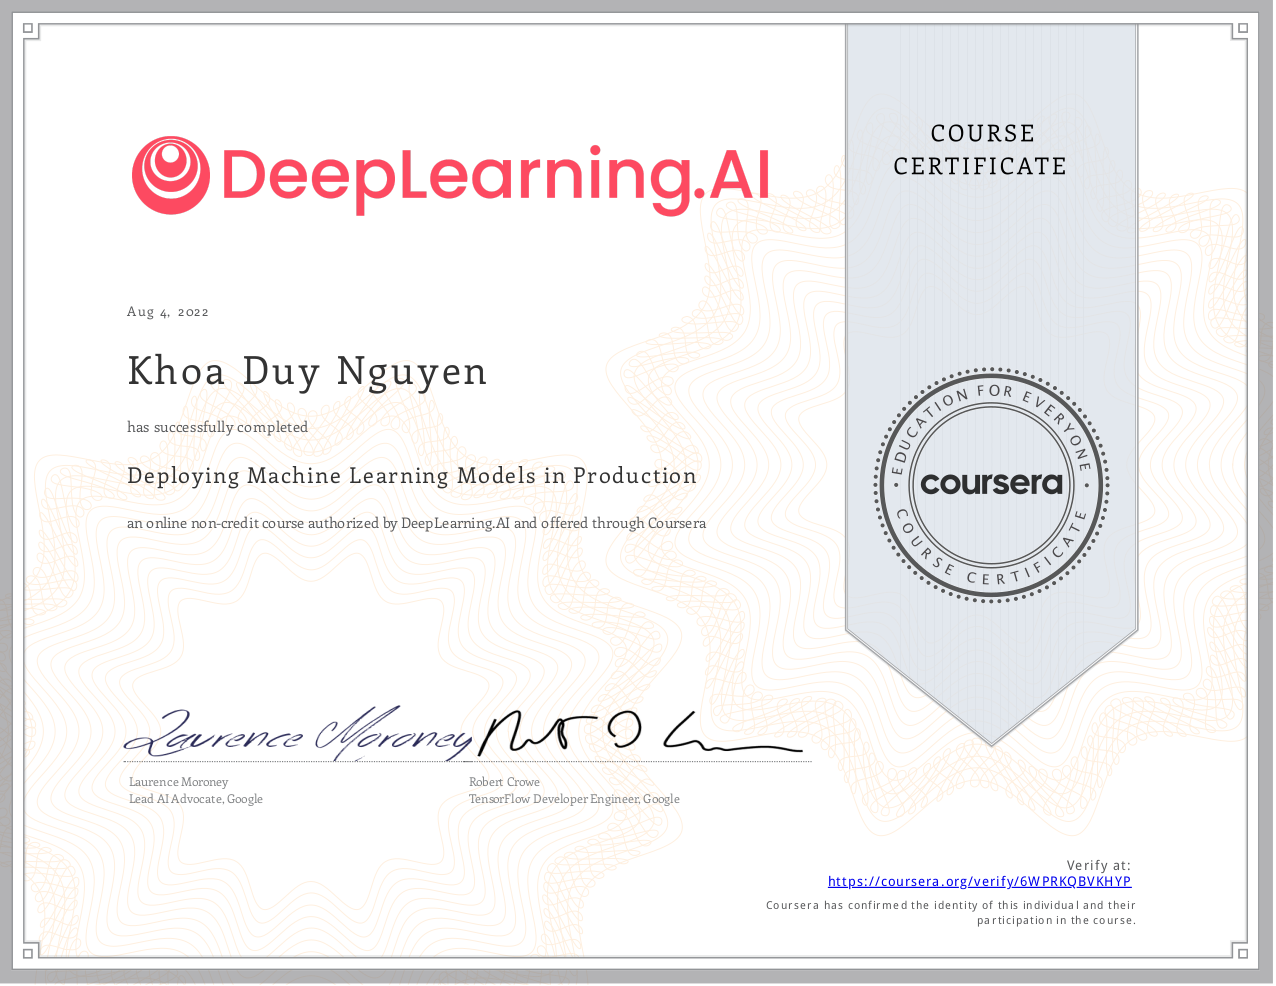 DeepLearning.AI
COURSE
CERTIFICATE
Aug 4, 2022
Khoa Duy Nguyen
has successfully completed
Deploying Machine Learning Models in Production
an online non-credit course authorized by DeepLearning.AI and offered through Coursera
EDUCATION FOR EVERYONE
coursera
COURSE CERTIFICATE
Laurence Moroney
Laurence Moroney
Lead AI Advocate, Google
Robert Crowe
TensorFlow Developer Engineer, Google
Verify at:
https://coursera.org/verify/6WPRKQBVKHYP
Coursera has confirmed the identity of this individual and their
participation in the course.